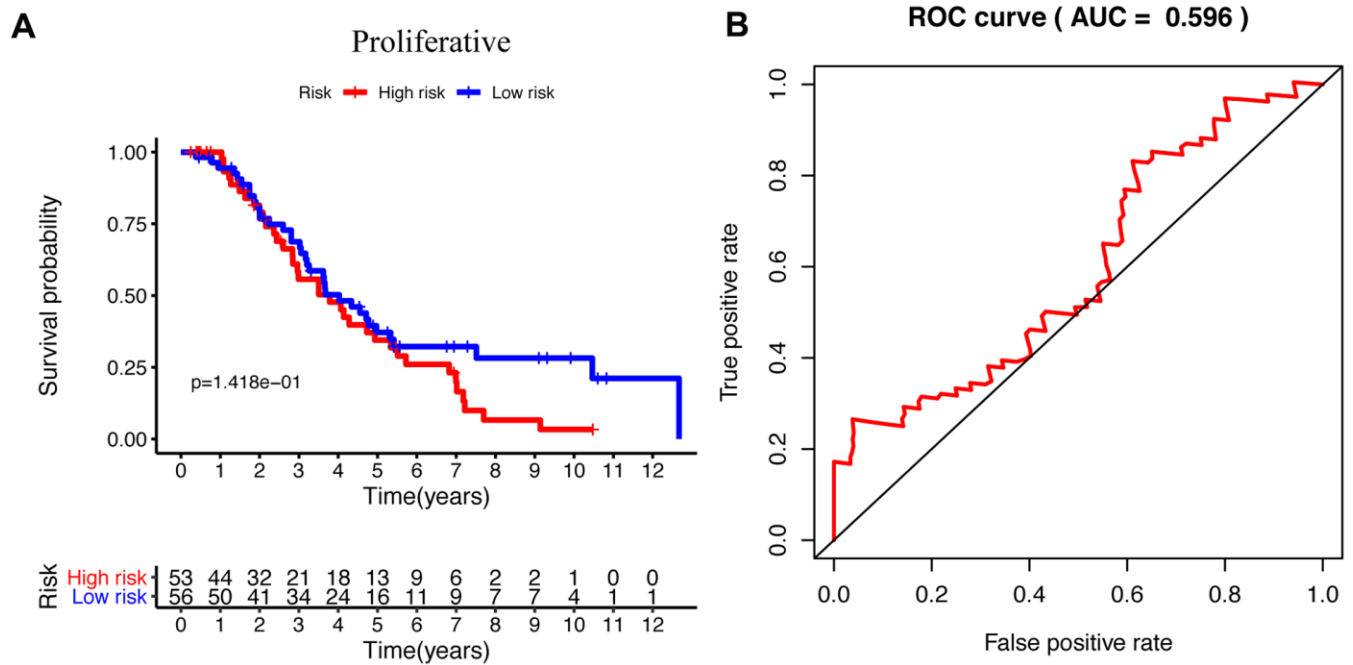 A
Proliferative
Risk High risk Low risk
Survival probability
1.00
0.75
0.50
0.25
0.00
p=1.418e−01
0 1 2 3 4 5 6 7 8 9 10 11 12
Time(years)
Risk
High risk 53 44 32 21 18 13 9 6 2 2 1 0 0
Low risk 56 50 41 34 24 16 11 9 7 7 4 1 1
0 1 2 3 4 5 6 7 8 9 10 11 12
Time(years)
B
ROC curve ( AUC = 0.596 )
True positive rate
1.0
0.8
0.6
0.4
0.2
0.0
0.0 0.2 0.4 0.6 0.8 1.0
False positive rate